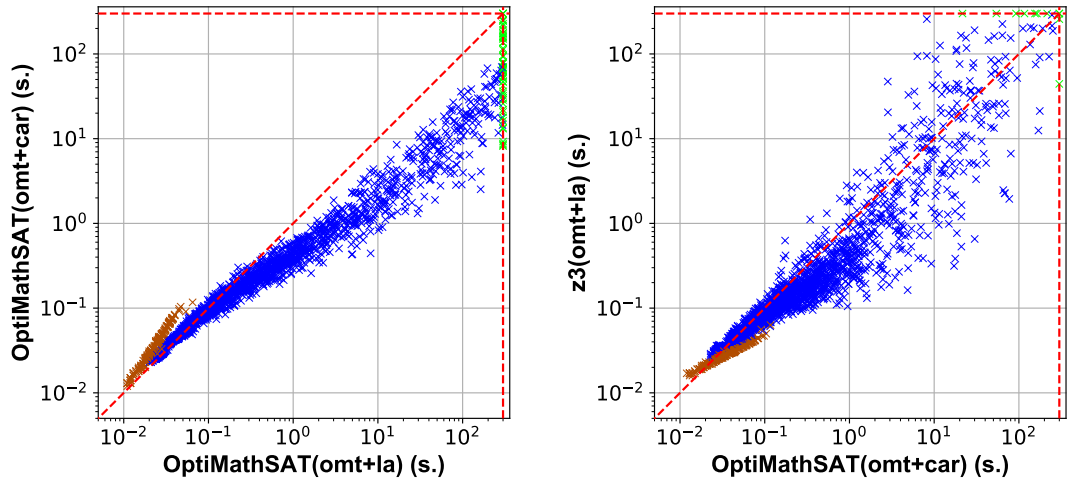 OptiMathSAT(omt+car) (s.)
10²
10¹
10⁰
10⁻¹
10⁻²
10⁻² 10⁻¹ 10⁰ 10¹ 10²
OptiMathSAT(omt+la) (s.)
z3(omt+la) (s.)
10²
10¹
10⁰
10⁻¹
10⁻²
10⁻² 10⁻¹ 10⁰ 10¹ 10²
OptiMathSAT(omt+car) (s.)